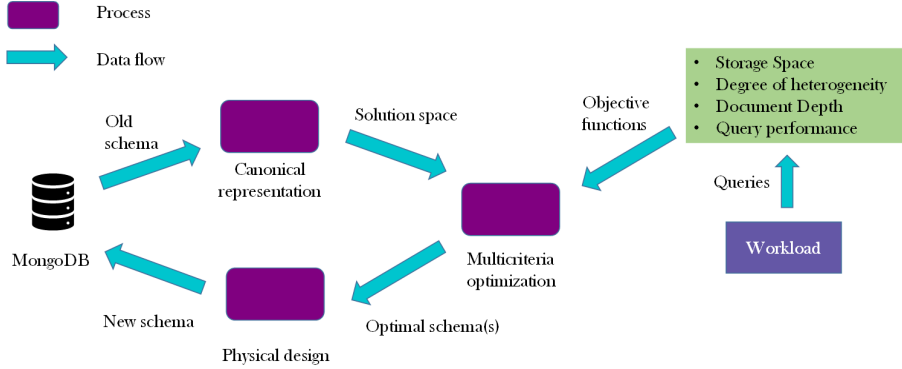 Process
Data flow
Old
schema
Canonical
representation
Solution space
Objective
functions
• Storage Space
• Degree of heterogeneity
• Document Depth
• Query performance
Queries
Workload
Multicriteria
optimization
MongoDB
New schema
Physical design
Optimal schema(s)